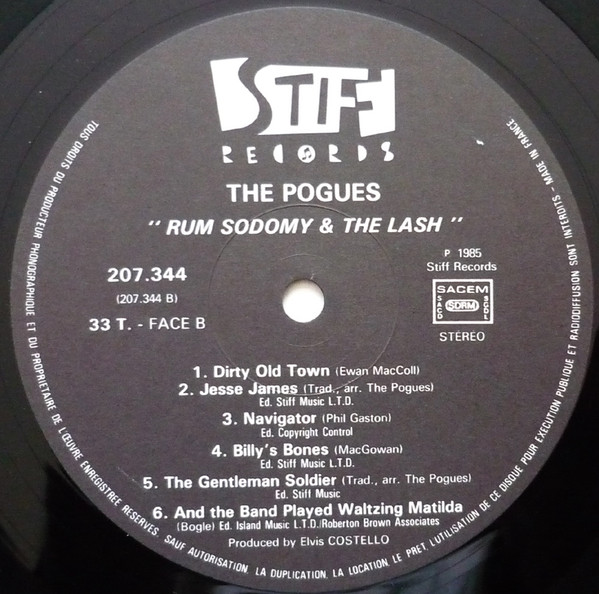 STIFF
RECORDS
THE POGUES
" RUM SODOMY & THE LASH "
207.344
(207.344 B)
33 T. - FACE B
P 1985
Stiff Records
SACEM
SACD SDRM SCDL
STEREO
1. Dirty Old Town (Ewan MacColl)
2. Jesse James (Trad., arr. The Pogues)
Ed. Stiff Music L.T.D.
3. Navigator (Phil Gaston)
Ed. Copyright Control
4. Billy's Bones (MacGowan)
Ed. Stiff Music L.T.D.
5. The Gentleman Soldier (Trad., arr. The Pogues)
Ed. Stiff Music
6. And the Band Played Waltzing Matilda
(Bogle) Ed. Island Music L.T.D./Roberton Brown Associates
Produced by Elvis COSTELLO
TOUS DROITS DU PRODUCTEUR PHONOGRAPHIQUE ET DU PROPRIETAIRE DE L'ŒUVRE ENREGISTREE RESERVES. SAUF AUTORISATION, LA DUPLICATION, LA LOCATION, LE PRET, L'UTILISATION DE CE DISQUE POUR EXECUTION PUBLIQUE ET RADIODIFFUSION SONT INTERDITS - MADE IN FRANCE